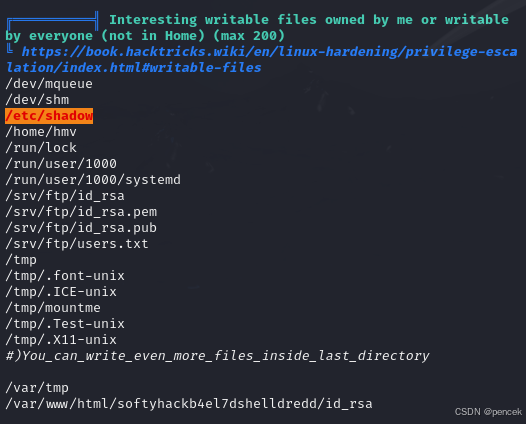 ╔══════════╣ Interesting writable files owned by me or writable
by everyone (not in Home) (max 200)
╚ https://book.hacktricks.wiki/en/linux-hardening/privilege-esca
lation/index.html#writable-files
/dev/mqueue
/dev/shm
/etc/shadow
/home/hmv
/run/lock
/run/user/1000
/run/user/1000/systemd
/srv/ftp/id_rsa
/srv/ftp/id_rsa.pem
/srv/ftp/id_rsa.pub
/srv/ftp/users.txt
/tmp
/tmp/.font-unix
/tmp/.ICE-unix
/tmp/mountme
/tmp/.Test-unix
/tmp/.X11-unix
#)You_can_write_even_more_files_inside_last_directory
/var/tmp
/var/www/html/softyhackb4el7dshelldredd/id_rsa
CSDN @pencek